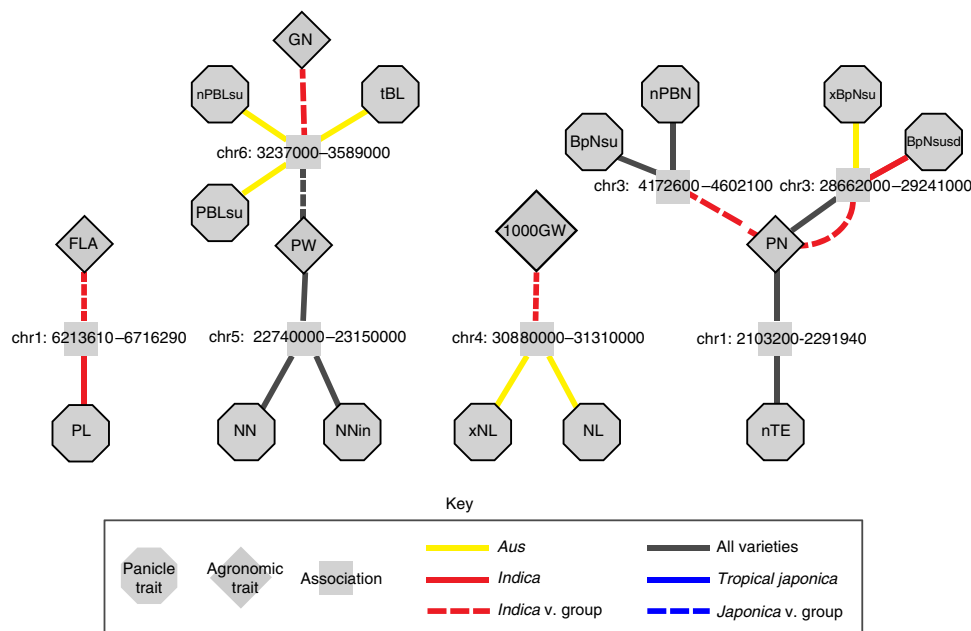 GN
nPBLsu
tBL
chr6: 3237000–3589000
PBLsu
PW
chr5: 22740000–23150000
NN
NNin
FLA
chr1: 6213610–6716290
PL
1000GW
chr4: 30880000–31310000
xNL
NL
nPBN
BpNsu
chr3: 4172600–4602100
xBpNsu
BpNsusd
chr3: 28662000–29241000
PN
chr1: 2103200-2291940
nTE
Key
Panicle
trait
Agronomic
trait
Association
Aus
Indica
Indica v. group
All varieties
Tropical japonica
Japonica v. group